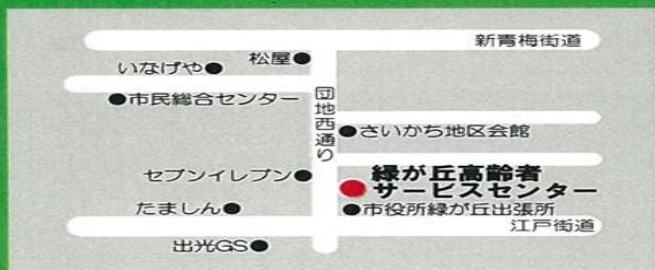 新青梅街道
松屋●
いなげや●
●市民総合センター
団地西通り
●さいかち地区会館
セブンイレブン●
緑が丘高齢者
●サービスセンター
たましん●
●市役所緑が丘出張所
江戸街道
出光GS●